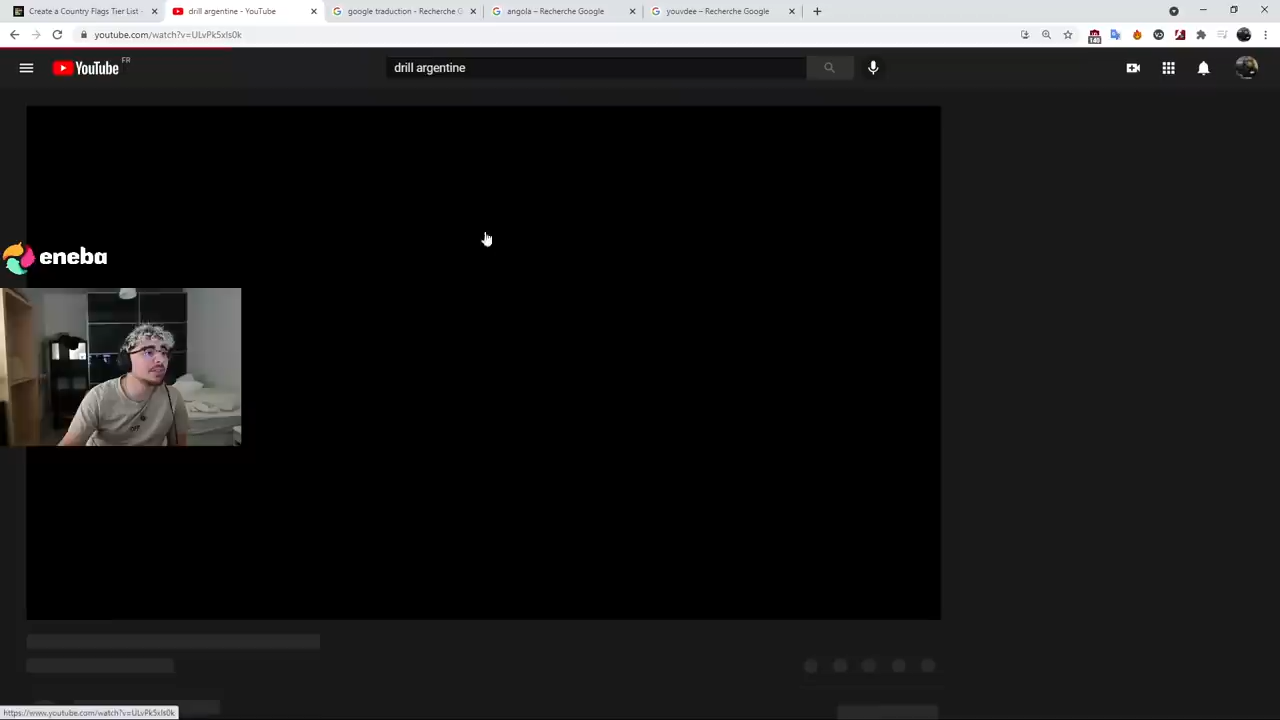 Create a Country Flags Tier List -
drill argentine - YouTube
google traduction - Recherche G
angola – Recherche Google
youvdee – Recherche Google
youtube.com/watch?v=ULvPk5xIs0k
YouTube
FR
drill argentine
140
eneba
https://www.youtube.com/watch?v=ULvPk5xIs0k